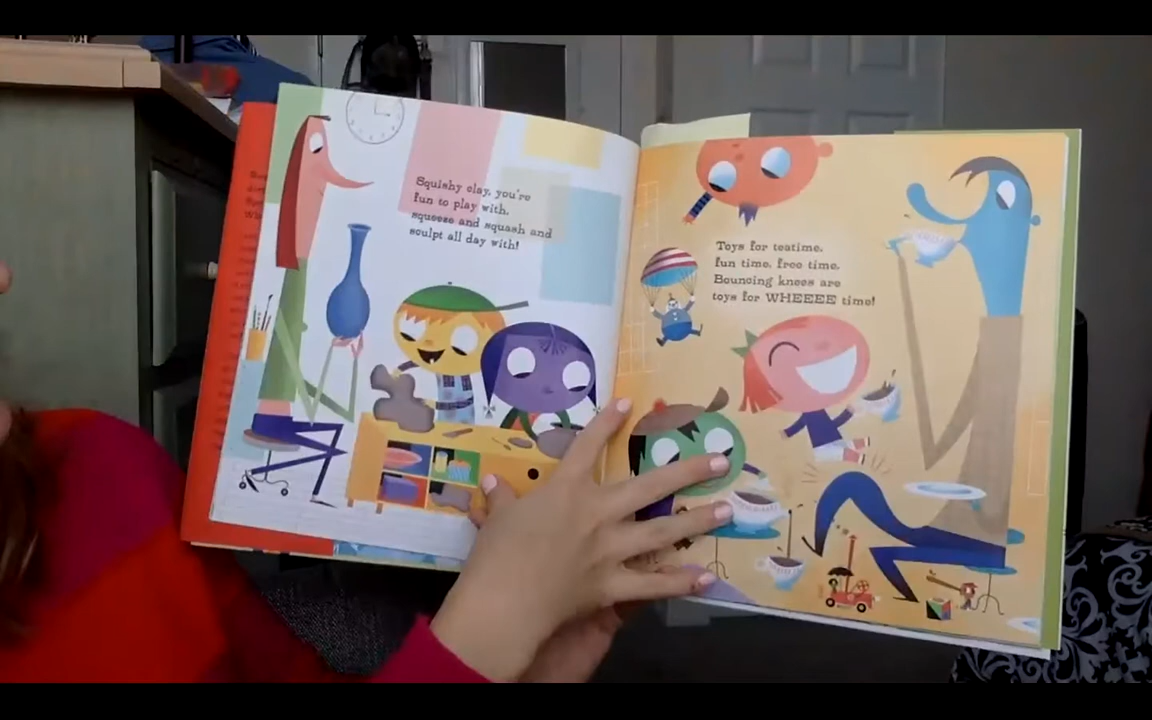 Squishy clay, you're
fun to play with,
squeeze and squash and
sculpt all day with!
Toys for teatime,
fun time, free time.
Bouncing knees are
toys for WHEEEE time!